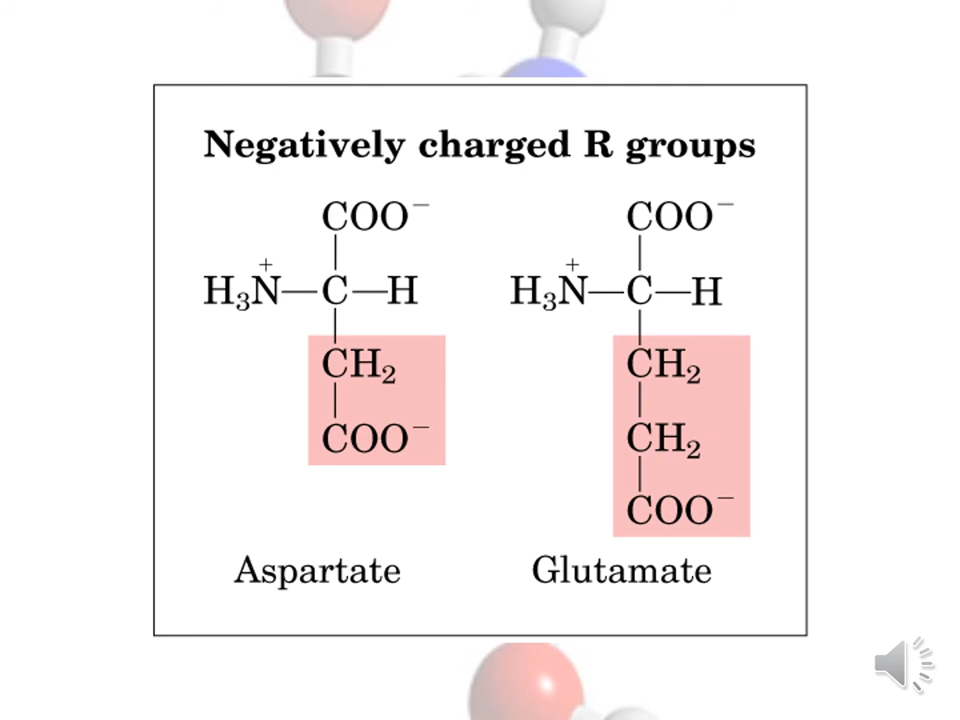 Negatively charged R groups
COO⁻ COO⁻
H₃N⁺—C—H H₃N⁺—C—H
CH₂ CH₂
COO⁻ CH₂
COO⁻
Aspartate Glutamate